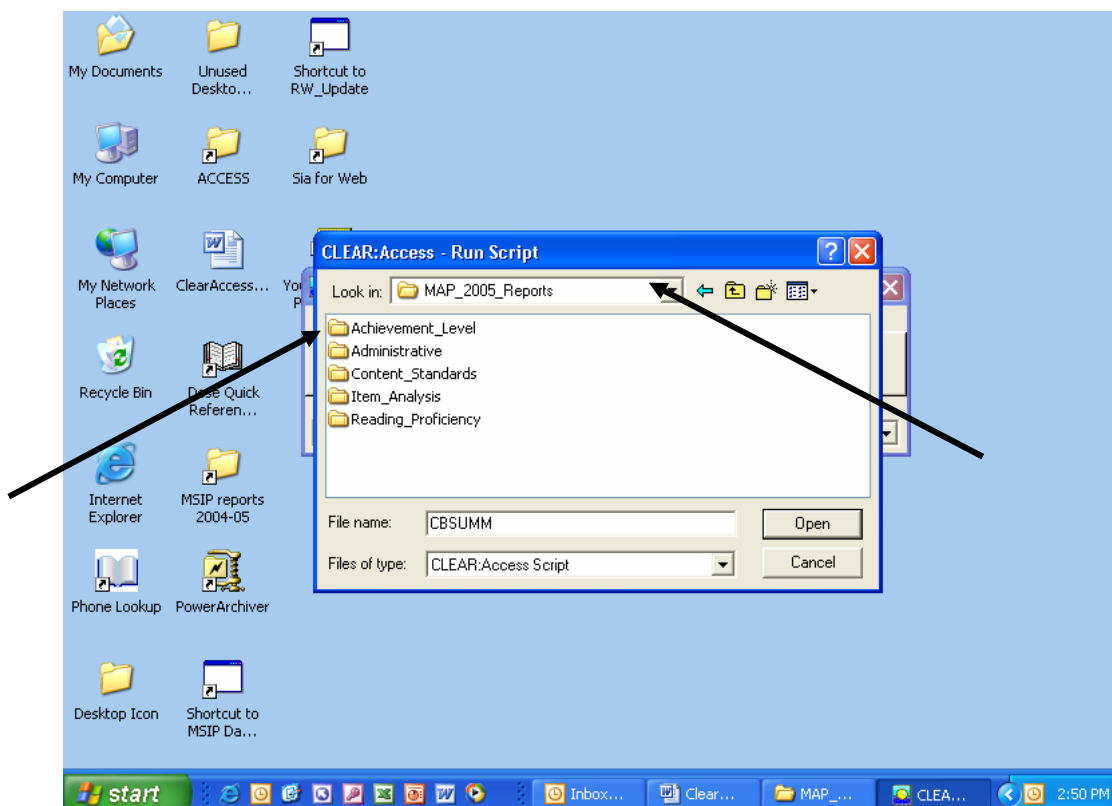 My Documents
Unused
Deskto...
Shortcut to
RW_Update
My Computer
ACCESS
Sia for Web
My Network
Places
ClearAccess...
Recycle Bin
Dese Quick
Referen...
Internet
Explorer
MSIP reports
2004-05
Phone Lookup
PowerArchiver
Desktop Icon
Shortcut to
MSIP Da...
CLEAR:Access - Run Script
Look in:
MAP_2005_Reports
Achievement_Level
Administrative
Content_Standards
Item_Analysis
Reading_Proficiency
File name:
CBSUMM
Open
Files of type:
CLEAR:Access Script
Cancel
start
Inbox...
Clear...
MAP_...
CLEA...
2:50 PM